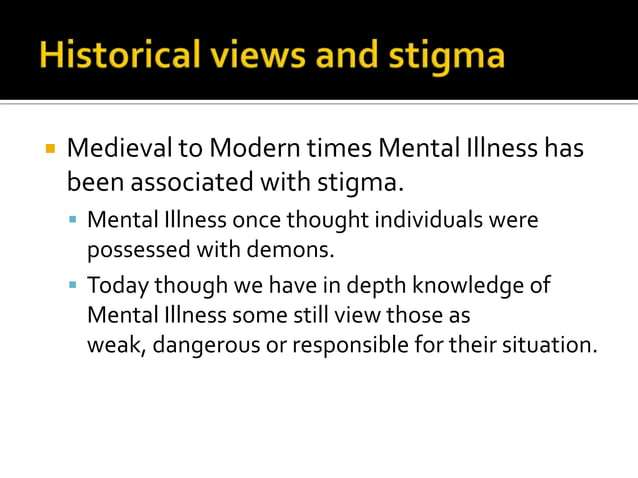 Historical views and stigma
Medieval to Modern times Mental Illness has
been associated with stigma.
Mental Illness once thought individuals were
possessed with demons.
Today though we have in depth knowledge of
Mental Illness some still view those as
weak, dangerous or responsible for their situation.